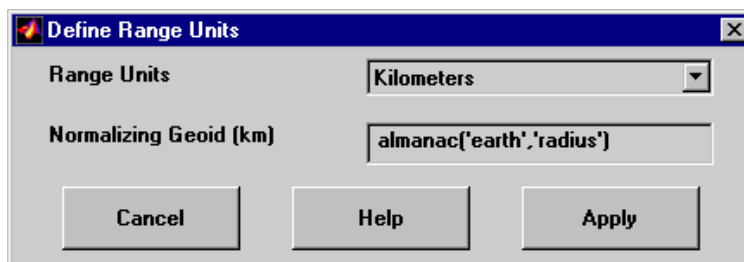 Define Range Units
Range Units
Kilometers
Normalizing Geoid (km)
almanac('earth','radius')
Cancel
Help
Apply